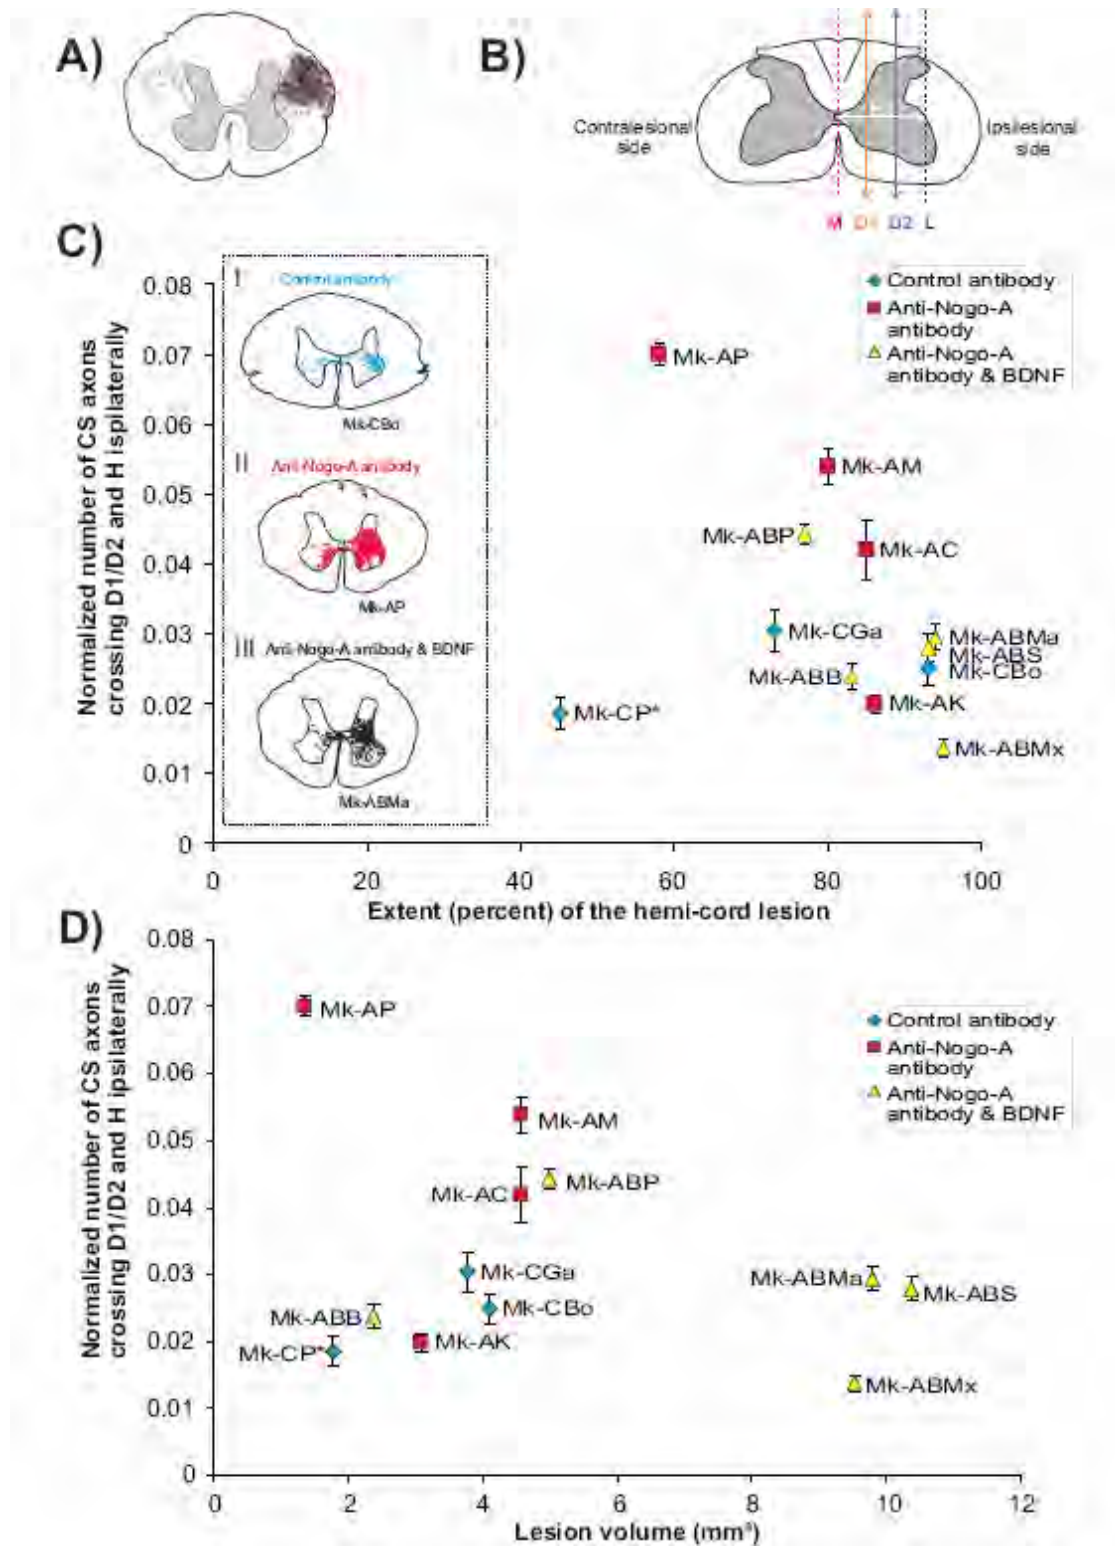 A)
B)
Contralesional
side
Ipsilesional
side
M D1 D2 L
C)
Normalized number of CS axons
crossing D1/D2 and H ispilaterally
0.08
0.07
0.06
0.05
0.04
0.03
0.02
0.01
0
I Control antibody
Mk-CBo
II Anti-Nogo-A antibody
Mk-AP
III Anti-Nogo-A antibody & BDNF
Mk-ABMa
Control antibody
Anti-Nogo-A
antibody
Anti-Nogo-A
antibody & BDNF
Mk-AP
Mk-AM
Mk-ABP
Mk-AC
Mk-CGa
Mk-ABMa
Mk-ABS
Mk-CBo
Mk-ABB
Mk-AK
Mk-CP*
Mk-ABMx
0 20 40 60 80 100
Extent (percent) of the hemi-cord lesion
D)
Normalized number of CS axons
crossing D1/D2 and H ipsilaterally
0.08
0.07
0.06
0.05
0.04
0.03
0.02
0.01
0
Control antibody
Anti-Nogo-A
antibody
Anti-Nogo-A
antibody & BDNF
Mk-AP
Mk-AM
Mk-ABP
Mk-AC
Mk-CGa
Mk-ABMa
Mk-ABS
Mk-CBo
Mk-ABB
Mk-AK
Mk-CP*
Mk-ABMx
0 2 4 6 8 10 12
Lesion volume (mm³)